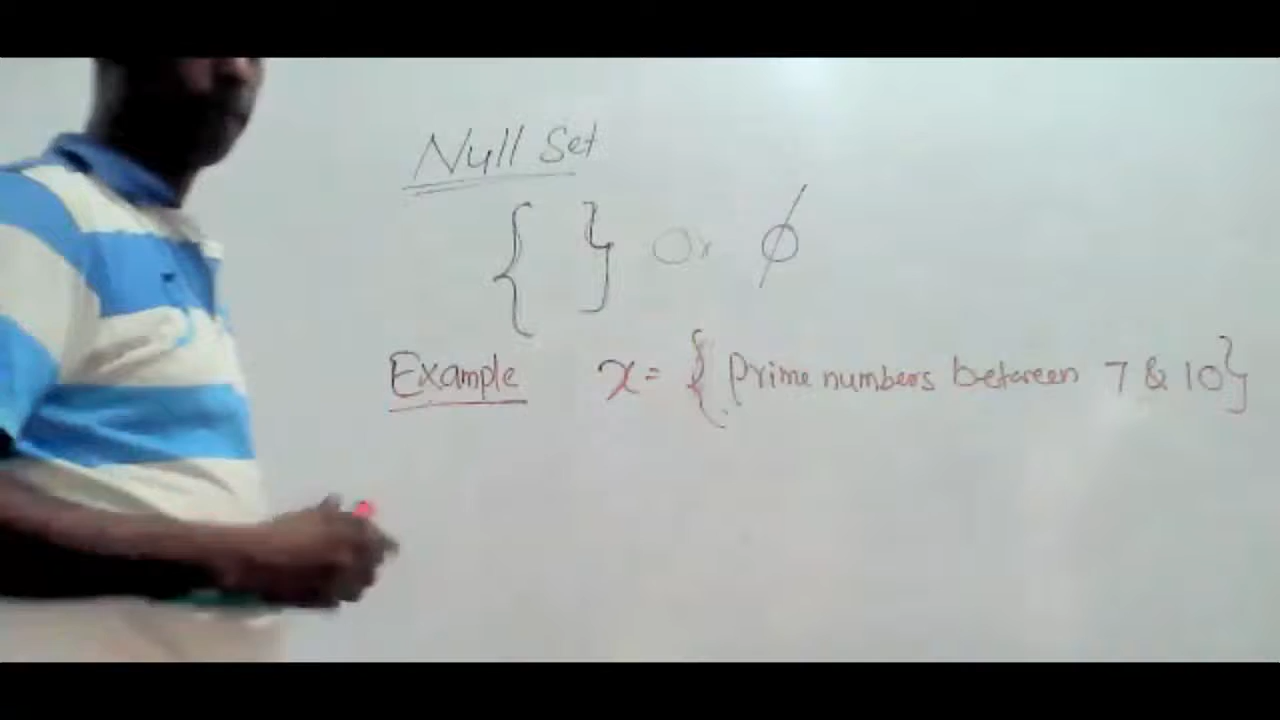 Null Set
{ } Or ϕ
Example x = { Prime numbers between 7 & 10}